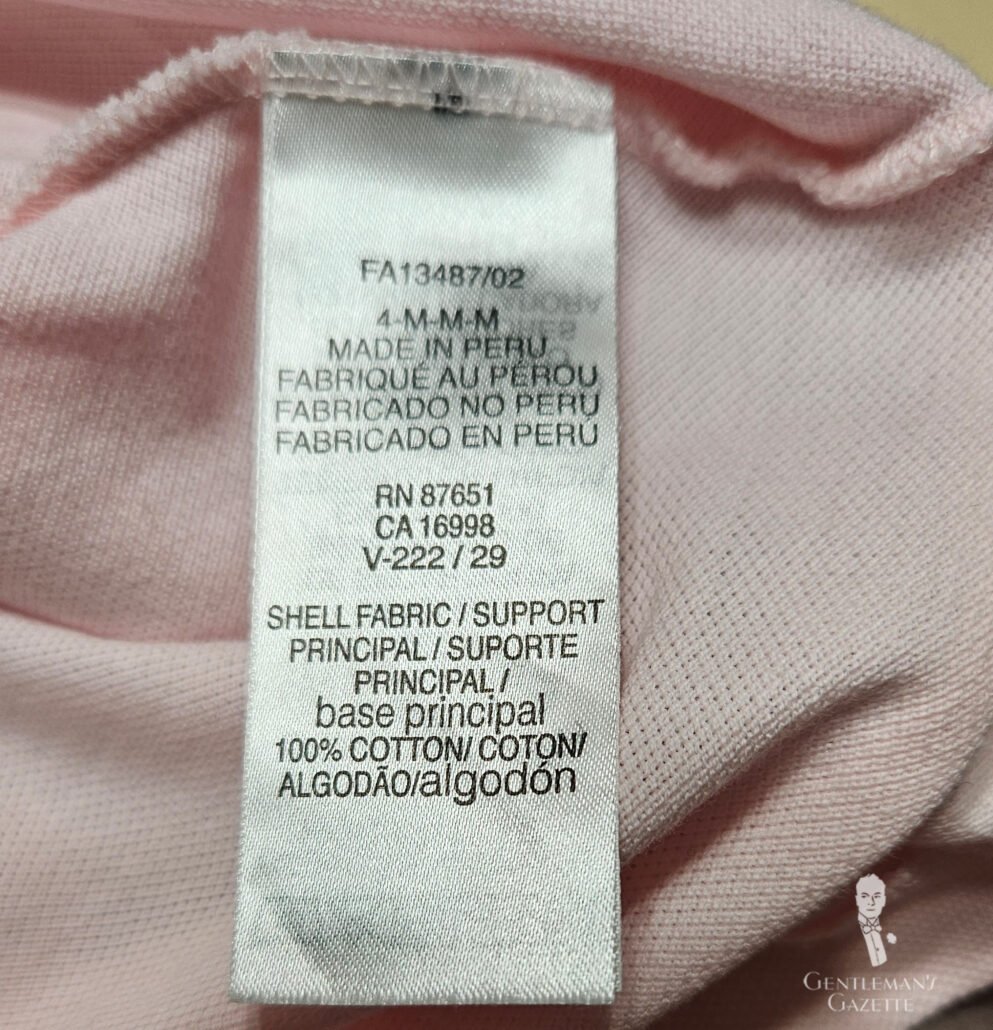 FA13487/02
4-M-M-M
MADE IN PERU
FABRIQUÉ AU PÉROU
FABRICADO NO PERU
FABRICADO EN PERU
RN 87651
CA 16998
V-222 / 29
SHELL FABRIC / SUPPORT
PRINCIPAL / SUPORTE
PRINCIPAL /
base principal
100% COTTON/ COTON/
ALGODÃO/algodón
GENTLEMAN'S
GAZETTE